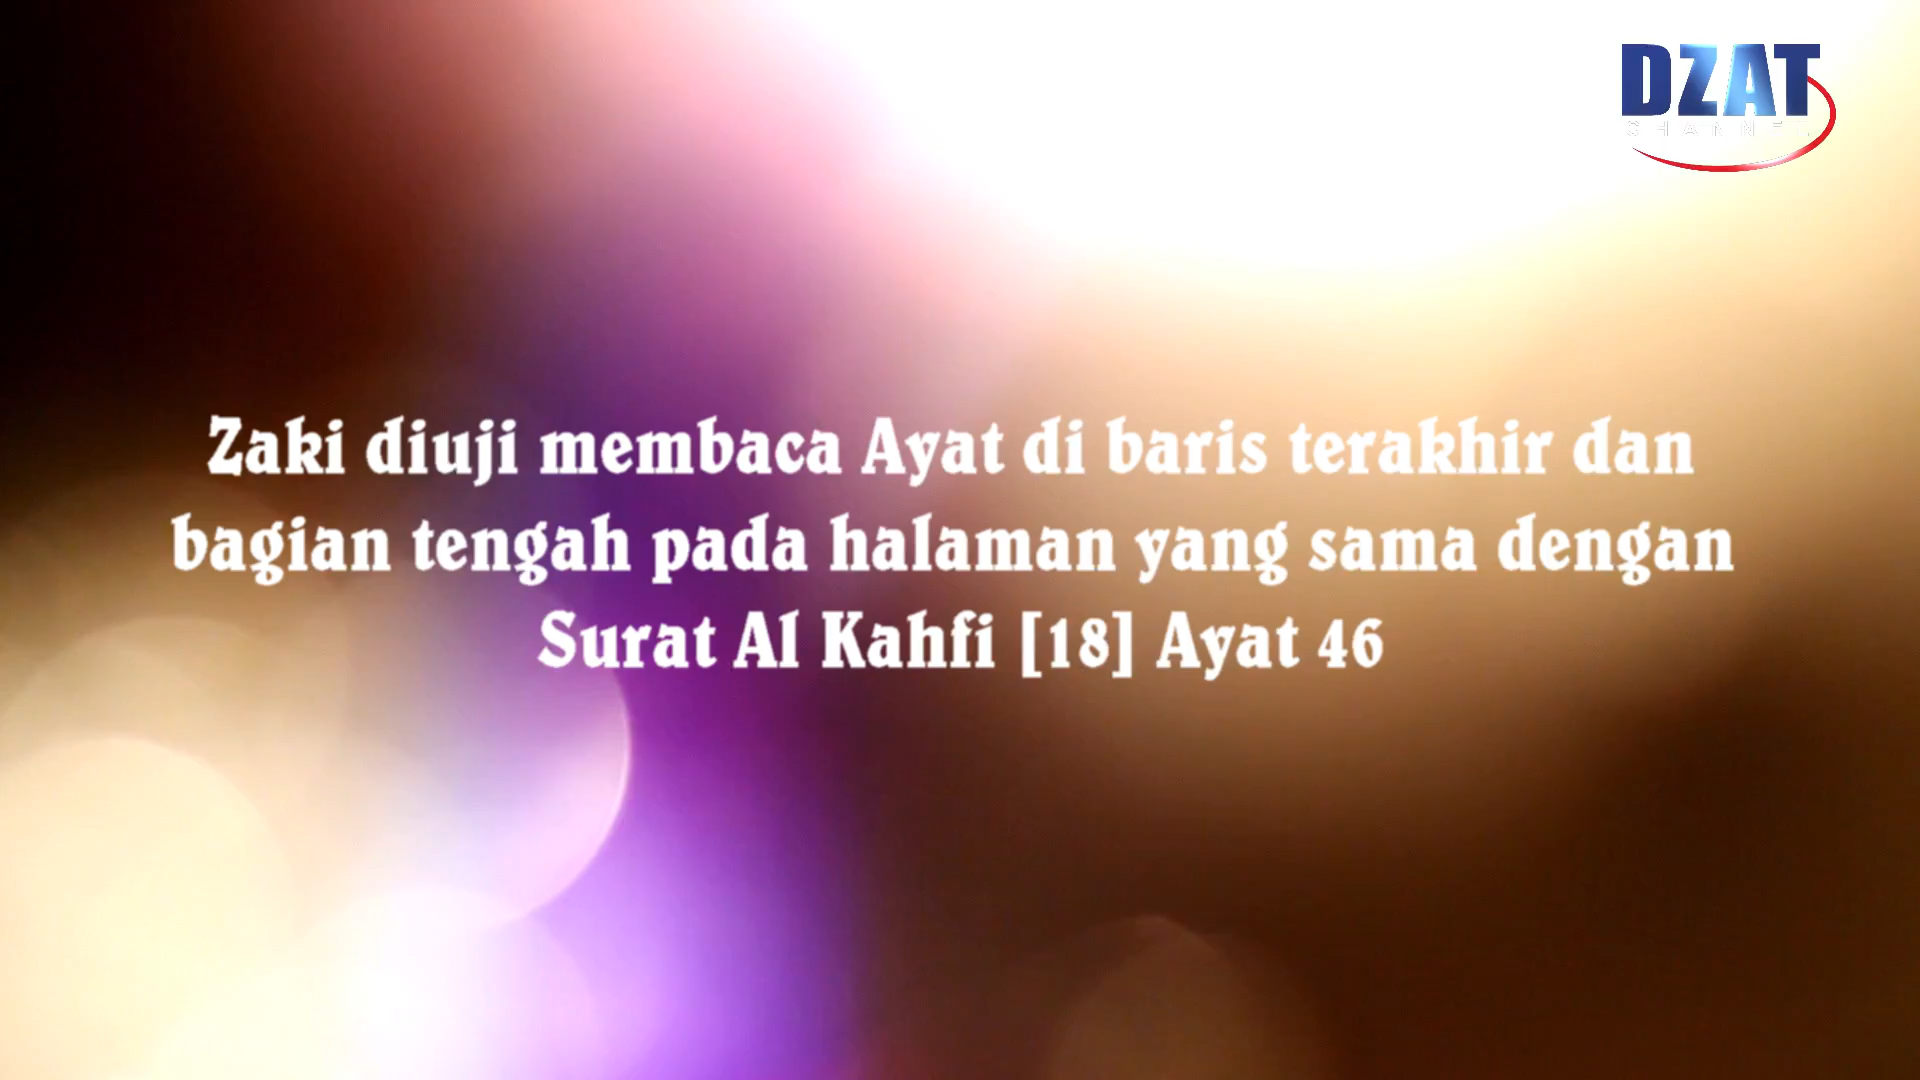 DZAT
CHANNEL
Zaki diuji membaca Ayat di baris terakhir dan
bagian tengah pada halaman yang sama dengan
Surat Al Kahfi [18] Ayat 46